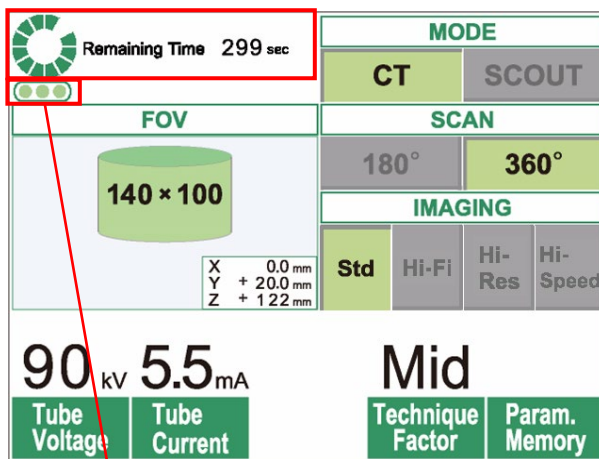 Remaining Time 299 sec
MODE
CT SCOUT
FOV
SCAN
140 × 100
180° 360°
IMAGING
X 0.0 mm
Y + 20.0 mm
Z + 122 mm
Std Hi-Fi Hi-Res Hi-Speed
90 kV 5.5 mA Mid
Tube Voltage
Tube Current
Technique Factor
Param. Memory